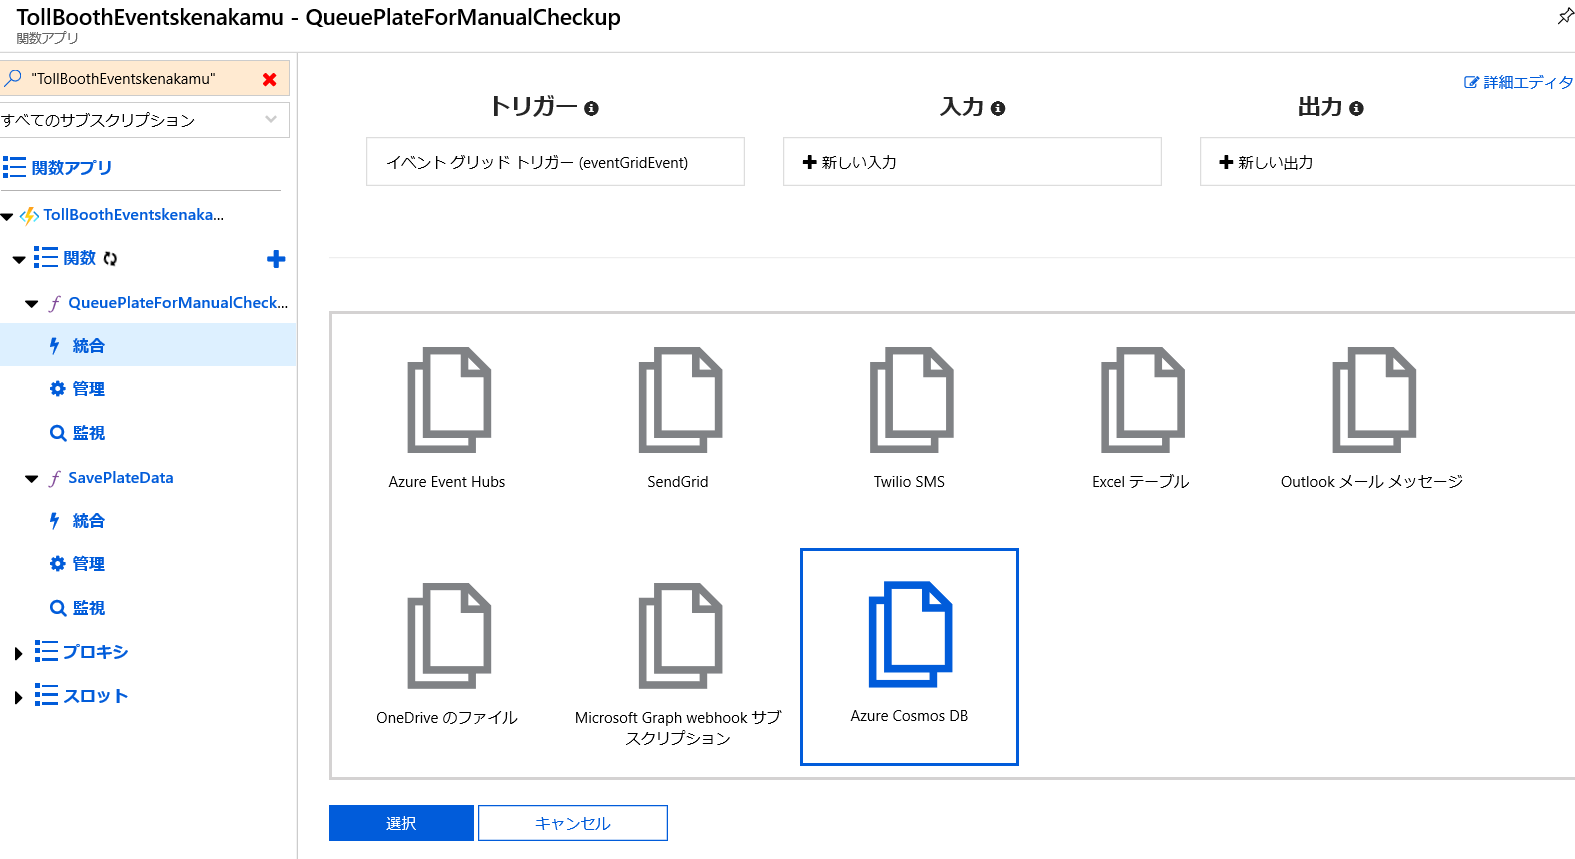 TollBoothEventskenakamu - QueuePlateForManualCheckup
関数アプリ
"TollBoothEventskenakamu"
すべてのサブスクリプション
関数アプリ
TollBoothEventskenaka...
関数
QueuePlateForManualCheck...
統合
管理
監視
SavePlateData
統合
管理
監視
プロキシ
スロット
詳細エディタ
トリガー
イベント グリッド トリガー (eventGridEvent)
入力
新しい入力
出力
新しい出力
Azure Event Hubs
SendGrid
Twilio SMS
Excel テーブル
Outlook メール メッセージ
OneDrive のファイル
Microsoft Graph webhook サブ
スクリプション
Azure Cosmos DB
選択
キャンセル